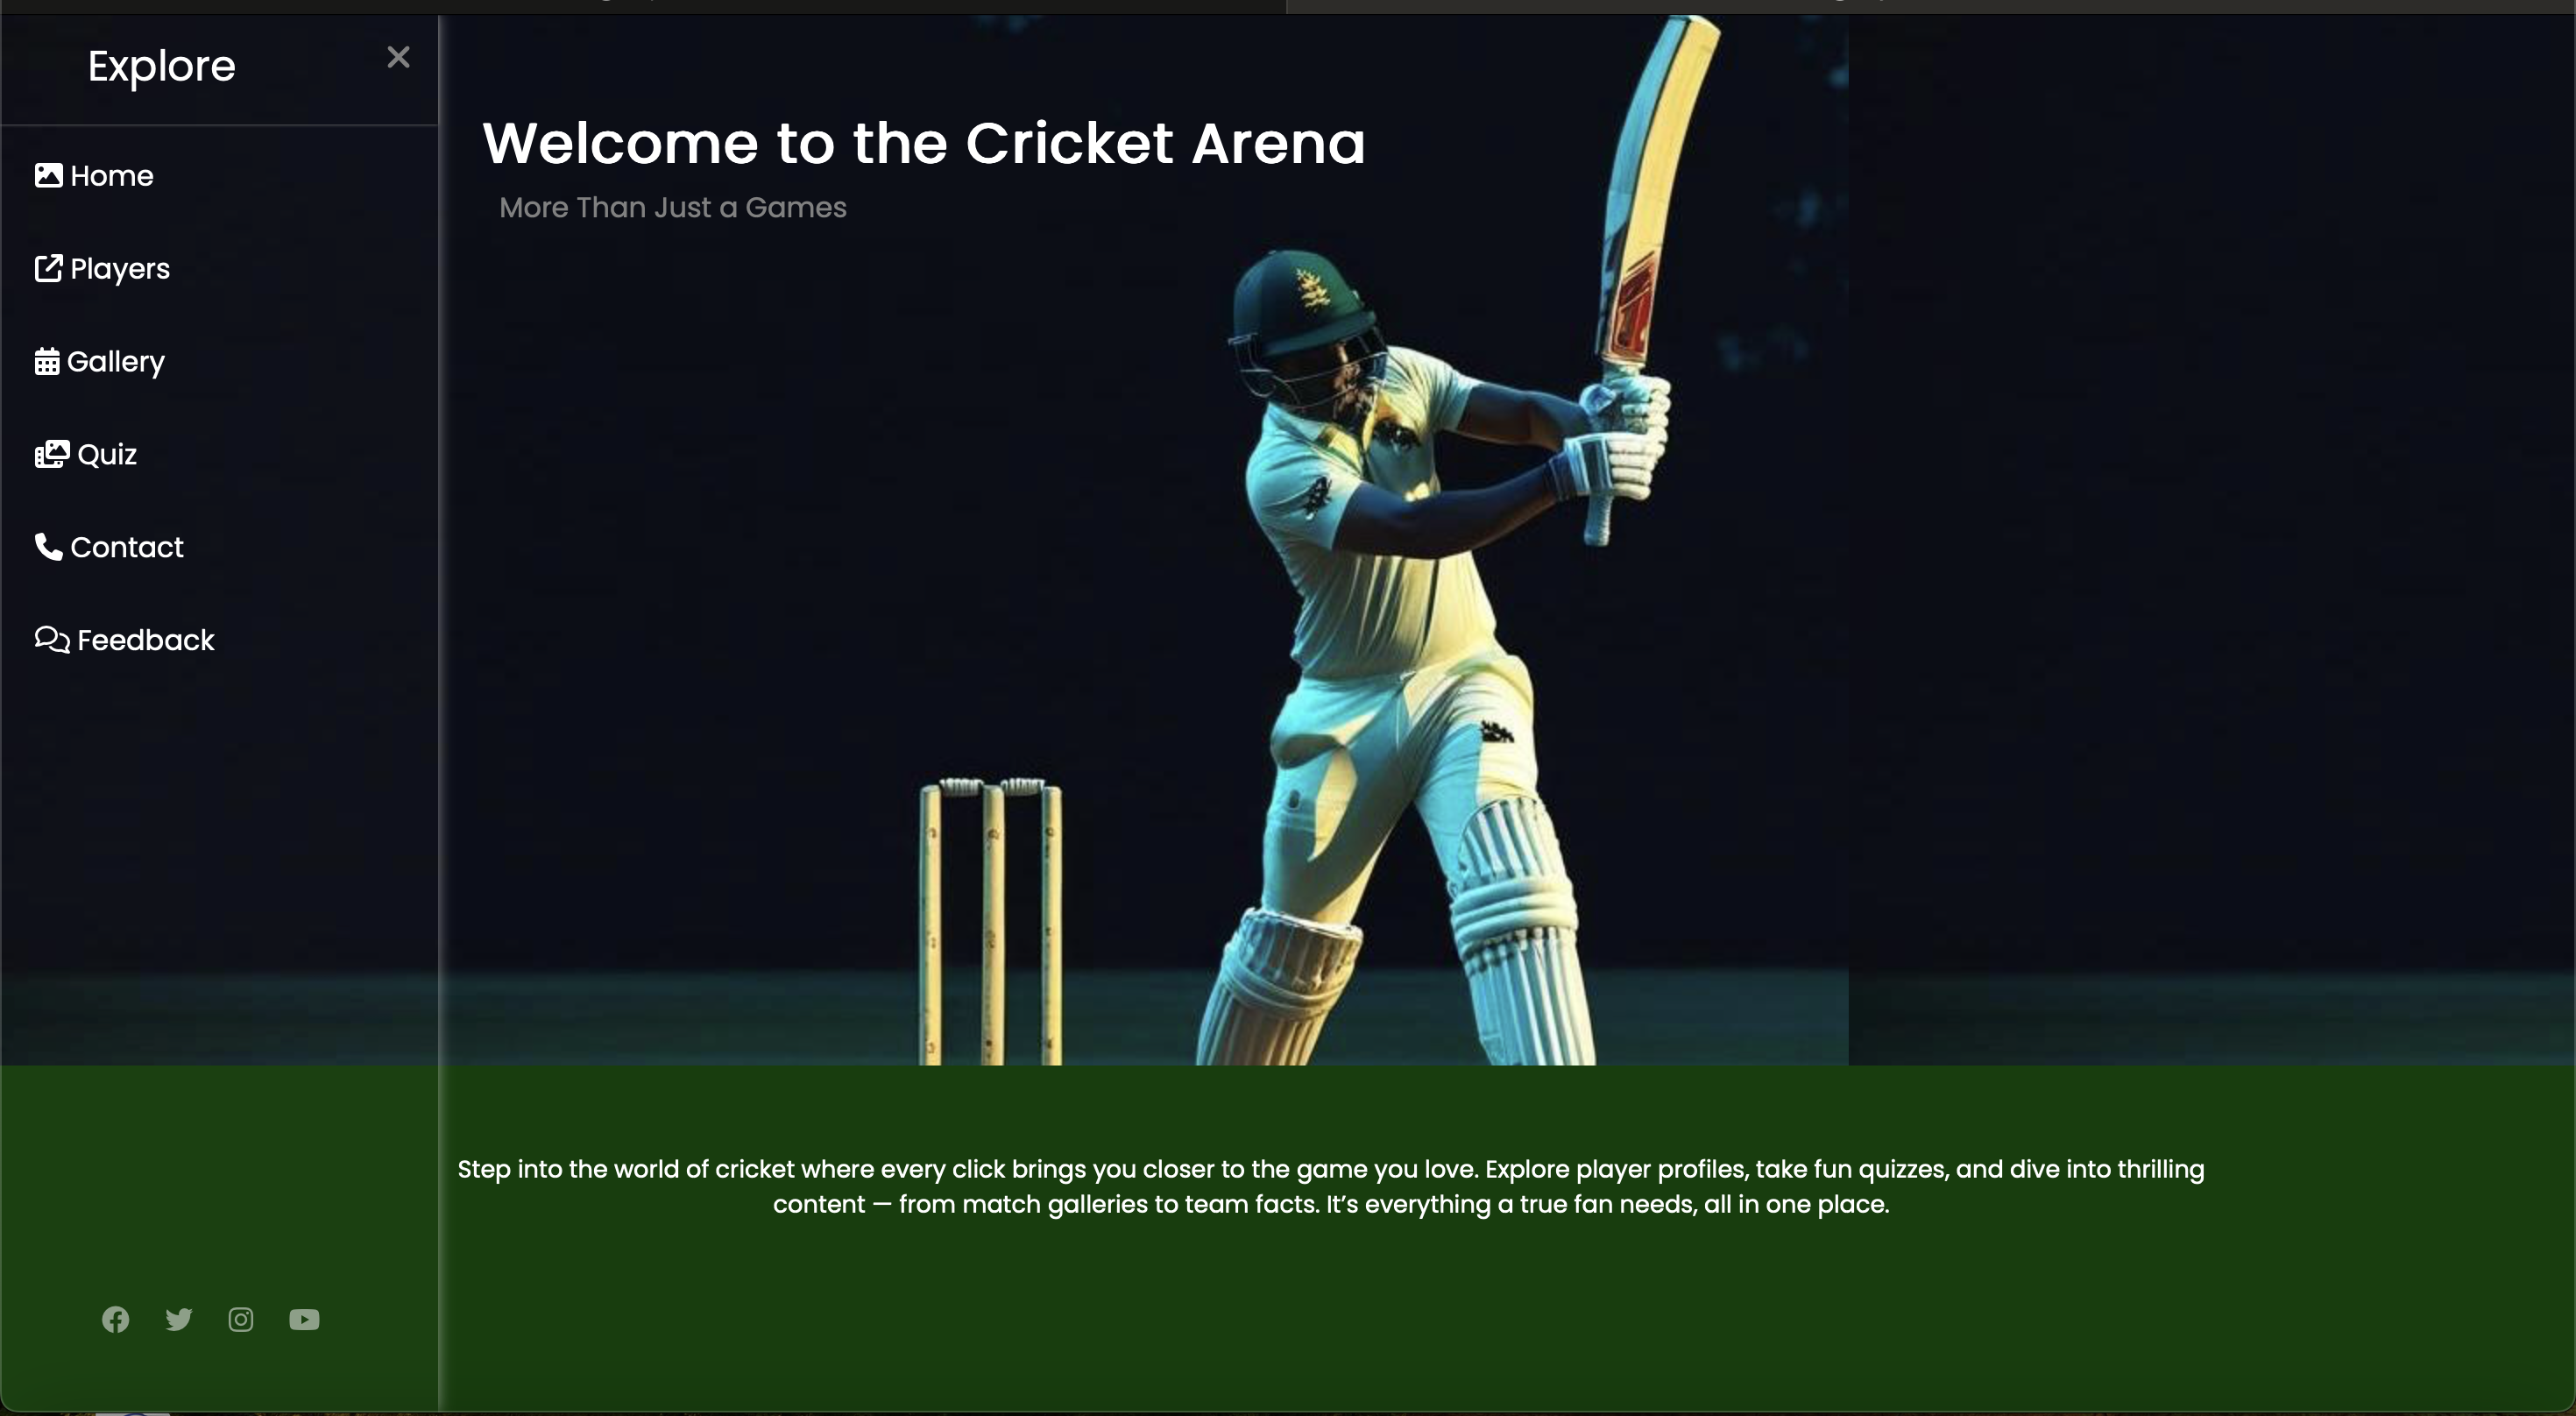 Explore
Home
Players
Gallery
Quiz
Contact
Feedback
Welcome to the Cricket Arena
More Than Just a Games
Step into the world of cricket where every click brings you closer to the game you love. Explore player profiles, take fun quizzes, and dive into thrilling
content — from match galleries to team facts. It’s everything a true fan needs, all in one place.